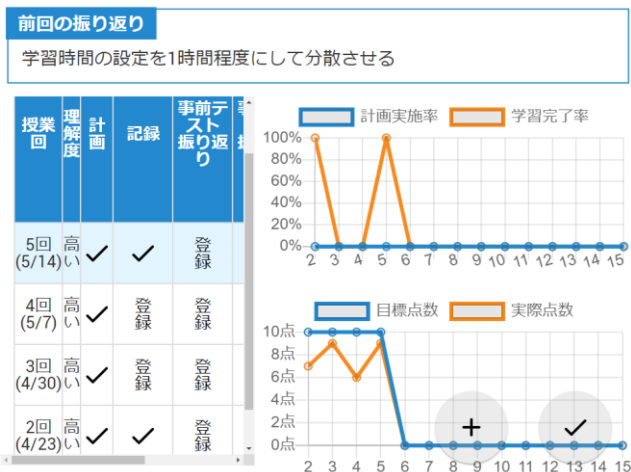 前回の振り返り
学習時間の設定を1時間程度にして分散させる
授業回 理解度 計画 記録 事前テスト振り返り
5回(5/14) 高い ✓ ✓ 登録
4回(5/7) 高い ✓ 登録 登録
3回(4/30) 高い ✓ 登録 登録
2回(4/23) 高い ✓ ✓ 登録
計画実施率 学習完了率
100%
80%
60%
40%
20%
0%
2 3 4 5 6 7 8 9 10 11 12 13 14 15
目標点数 実際点数
10点
8点
6点
4点
2点
0点
2 3 4 5 6 7 8 9 10 11 12 13 14 15